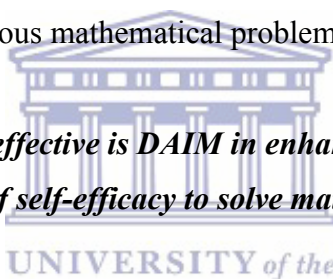 ous mathematical problem
effective is DAIM in enha
f self-efficacy to solve ma
UNIVERSITY of the